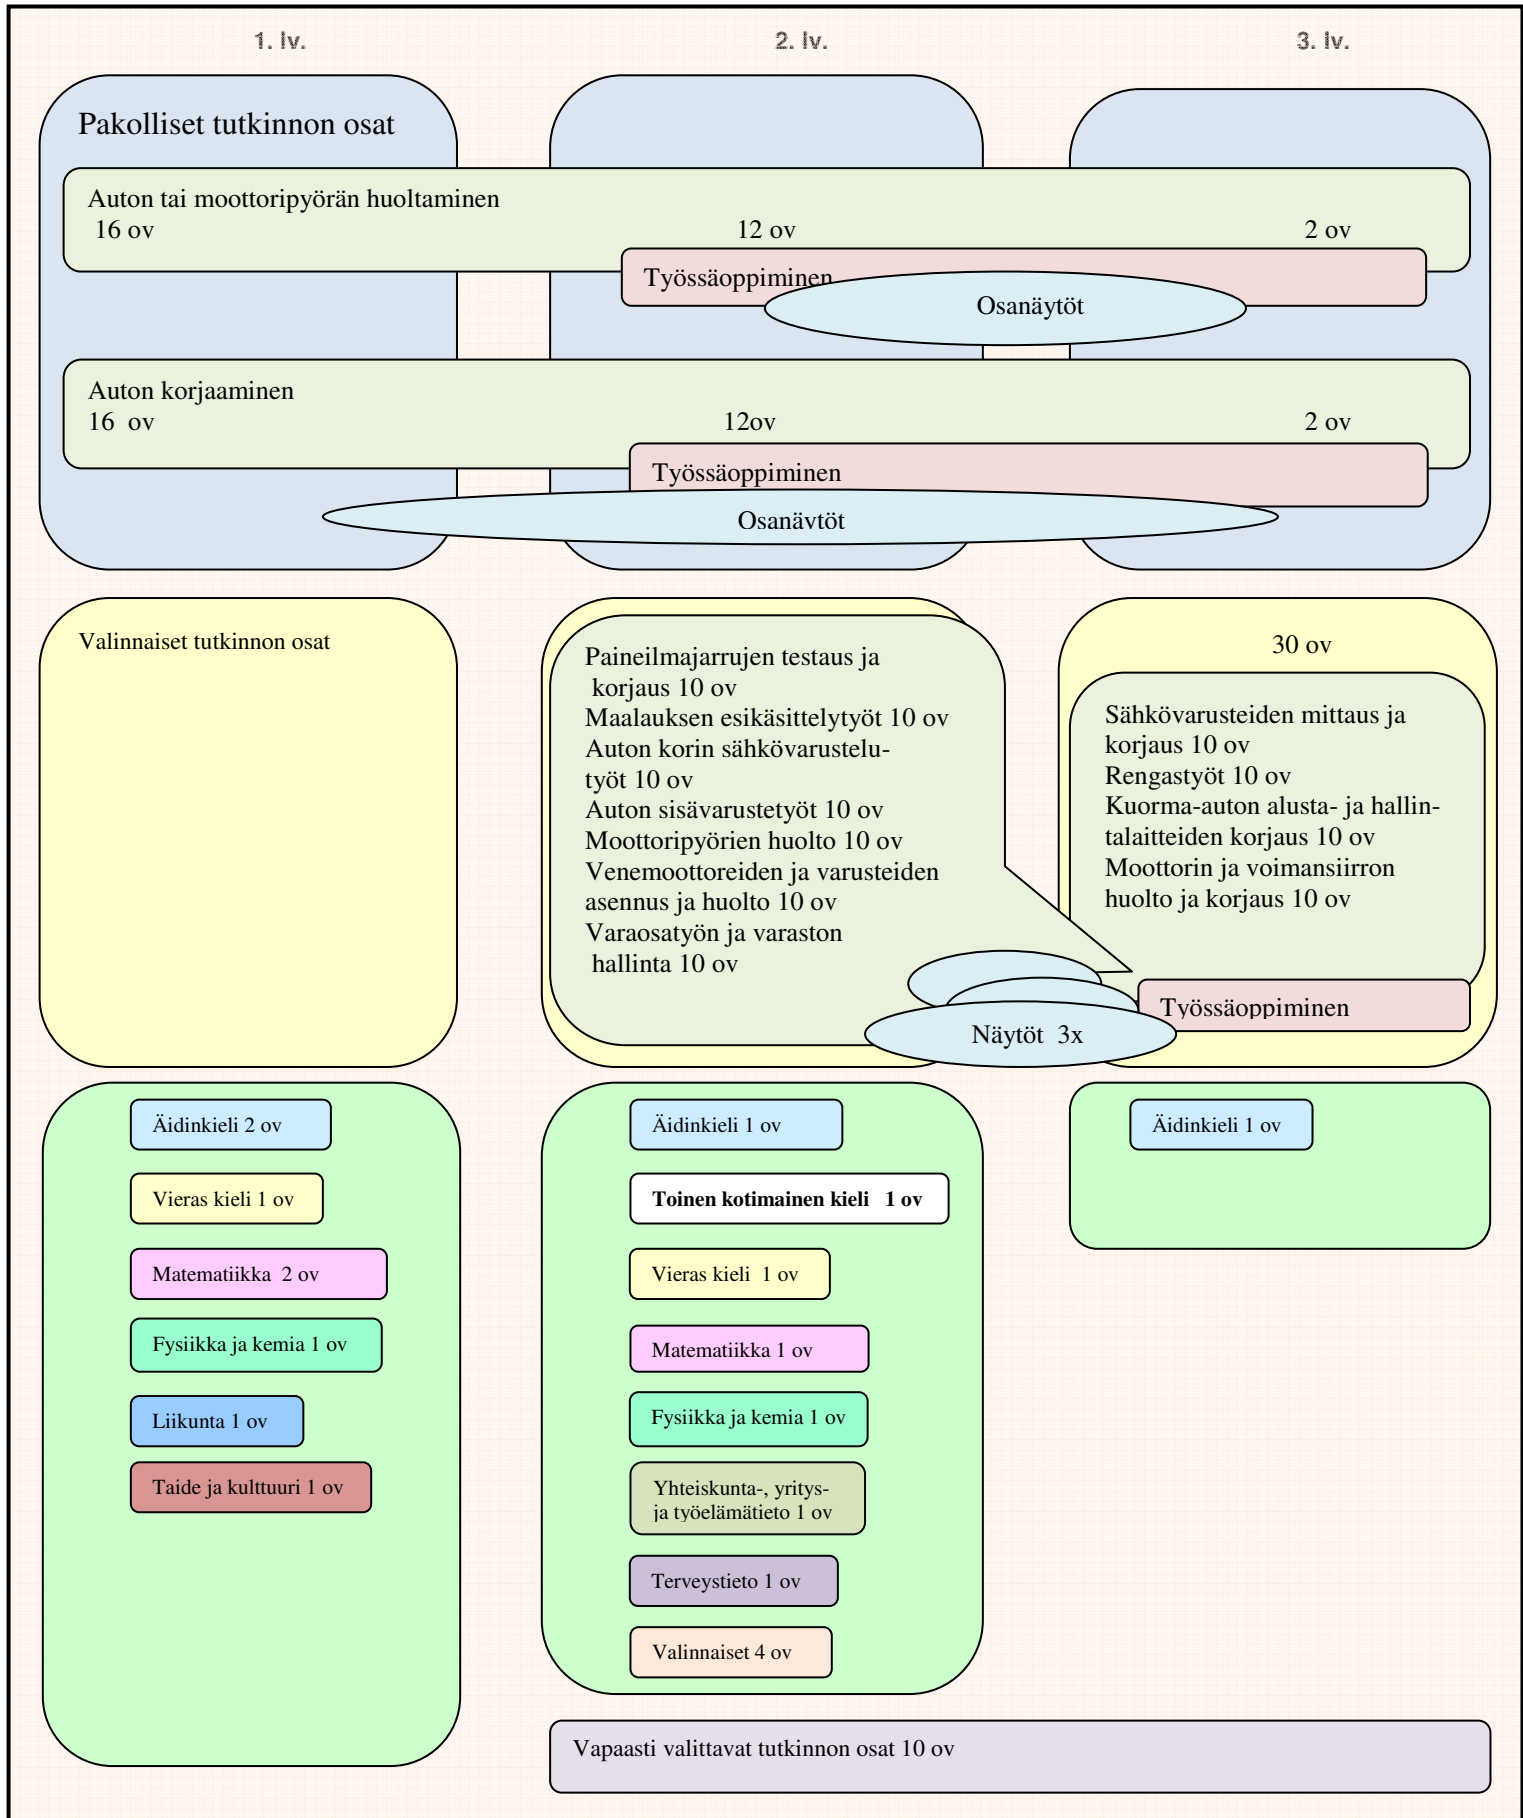 1. lv.
2. lv.
3. lv.
Pakolliset tutkinnon osat
Auton tai moottoripyörän huoltaminen
16 ov
12 ov
2 ov
Työssäoppiminen
Osanäytöt
Auton korjaaminen
16 ov
12ov
2 ov
Työssäoppiminen
Osanäytöt
Valinnaiset tutkinnon osat
Paineilmajarrujen testaus ja
korjaus 10 ov
Maalauksen esikäsittelytyöt 10 ov
Auton korin sähkövarustelu-
työt 10 ov
Auton sisävarustetyöt 10 ov
Moottoripyörien huolto 10 ov
Venemoottoreiden ja varusteiden
asennus ja huolto 10 ov
Varaosatyön ja varaston
hallinta 10 ov
30 ov
Sähkövarusteiden mittaus ja
korjaus 10 ov
Rengastyöt 10 ov
Kuorma-auton alusta- ja hallin-
talaitteiden korjaus 10 ov
Moottorin ja voimansiirron
huolto ja korjaus 10 ov
Työssäoppiminen
Näytöt 3x
Äidinkieli 2 ov
Vieras kieli 1 ov
Matematiikka 2 ov
Fysiikka ja kemia 1 ov
Liikunta 1 ov
Taide ja kulttuuri 1 ov
Äidinkieli 1 ov
Toinen kotimainen kieli 1 ov
Vieras kieli 1 ov
Matematiikka 1 ov
Fysiikka ja kemia 1 ov
Yhteiskunta-, yritys-
ja työelämätieto 1 ov
Terveystieto 1 ov
Valinnaiset 4 ov
Äidinkieli 1 ov
Vapaasti valittavat tutkinnon osat 10 ov